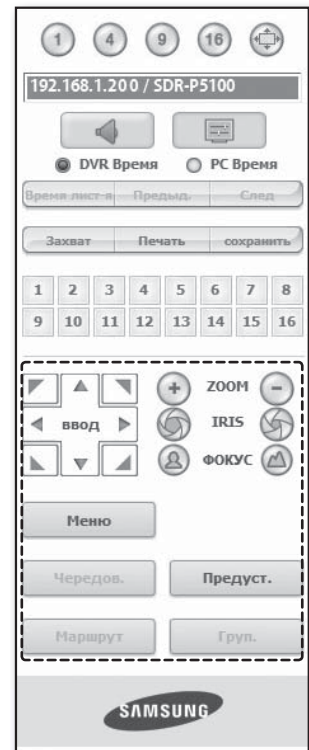 1 4 9 16
192.168.1.200 / SDR-P5100
DVR Время PC Время
Время лист-я Предыд. След
Захват Печать сохранить
1 2 3 4 5 6 7 8
9 10 11 12 13 14 15 16
+ ZOOM −
ввод IRIS
ФОКУС
Меню
Чередов. Предуст.
Маршрут Груп.
SAMSUNG